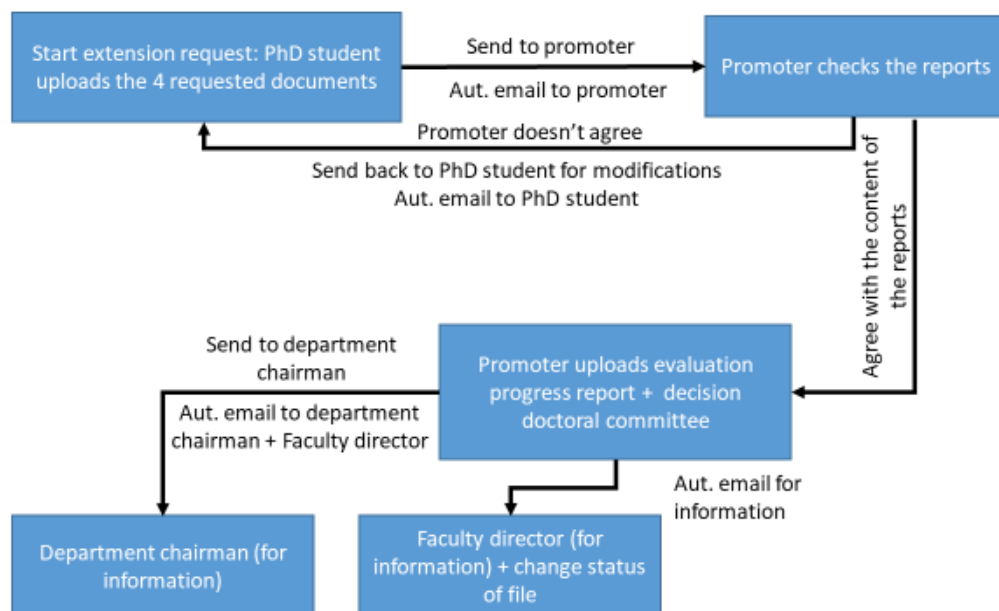 Start extension request: PhD student
uploads the 4 requested documents
Send to promoter
Aut. email to promoter
Promoter checks the reports
Promoter doesn't agree
Send back to PhD student for modifications
Aut. email to PhD student
Agree with the content of
the reports
Send to department
chairman
Aut. email to department
chairman + Faculty director
Promoter uploads evaluation
progress report + decision
doctoral committee
Aut. email for
information
Department chairman (for
information)
Faculty director (for
information) + change status
of file